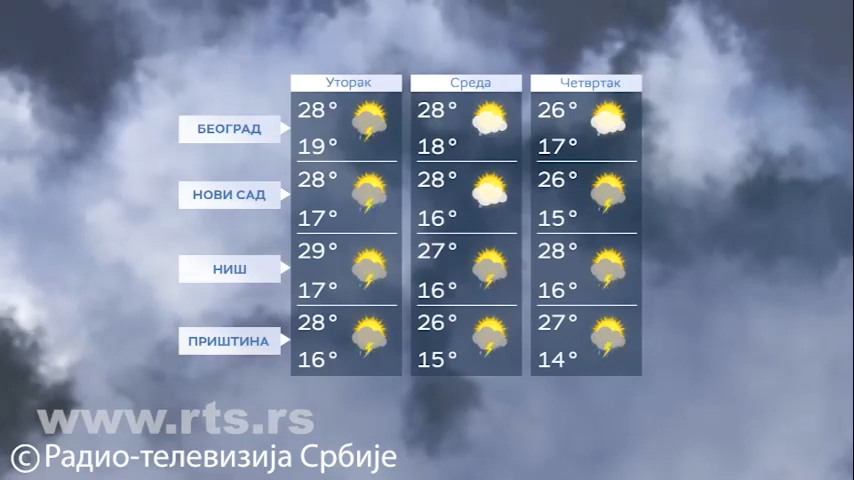 Уторак Среда Четвртак
БЕОГРАД 28° 28° 26°
19° 18° 17°
НОВИ САД 28° 28° 26°
17° 16° 15°
НИШ 29° 27° 28°
17° 16° 16°
ПРИШТИНА 28° 26° 27°
16° 15° 14°
www.rts.rs
©Радио-телевизија Србије